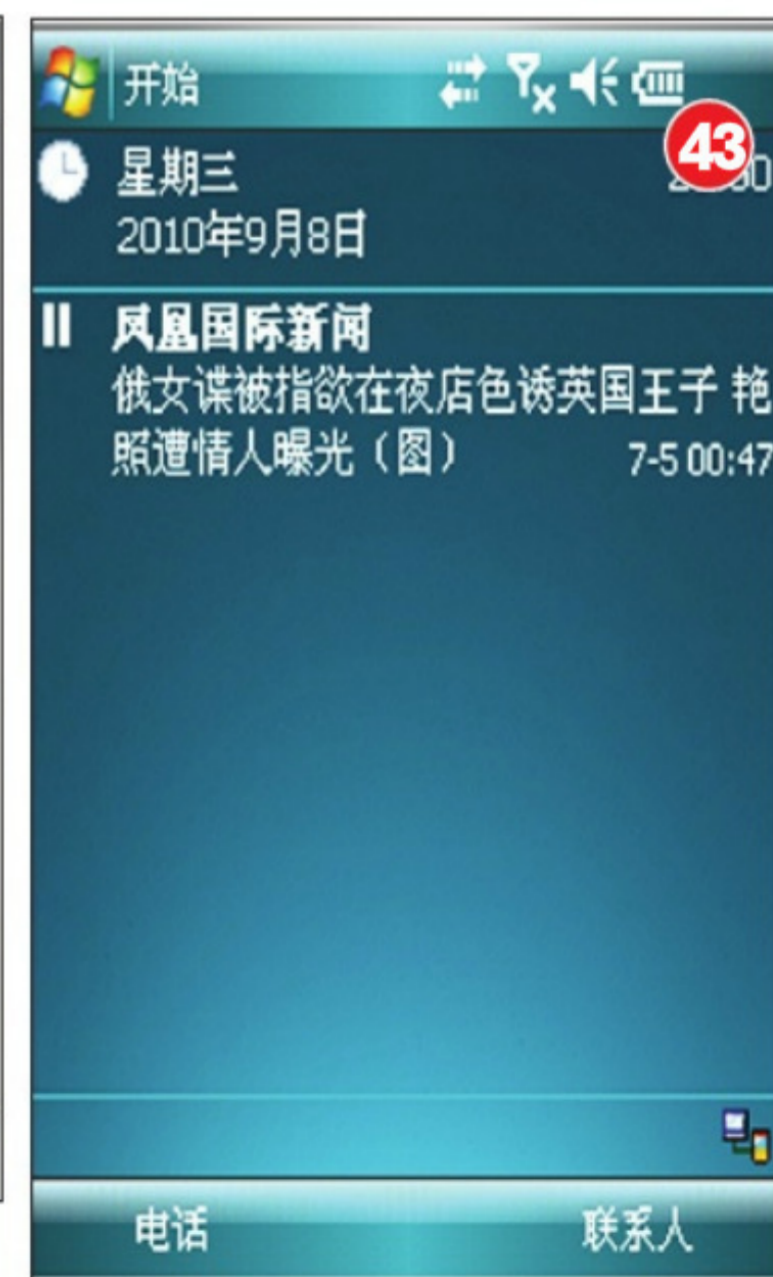 开始
43
星期三
2010年9月8日
凤凰国际新闻
俄女谍被指欲在夜店色诱英国王子 艳
照遭情人曝光（图） 7-5 00:47
电话 联系人